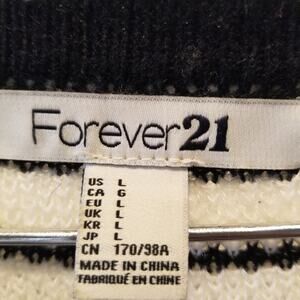 Forever21
US L
CA G
EU L
UK L
KR L
JP L
CN 170/98A
MADE IN CHINA
FABRIQUÉ EN CHINE